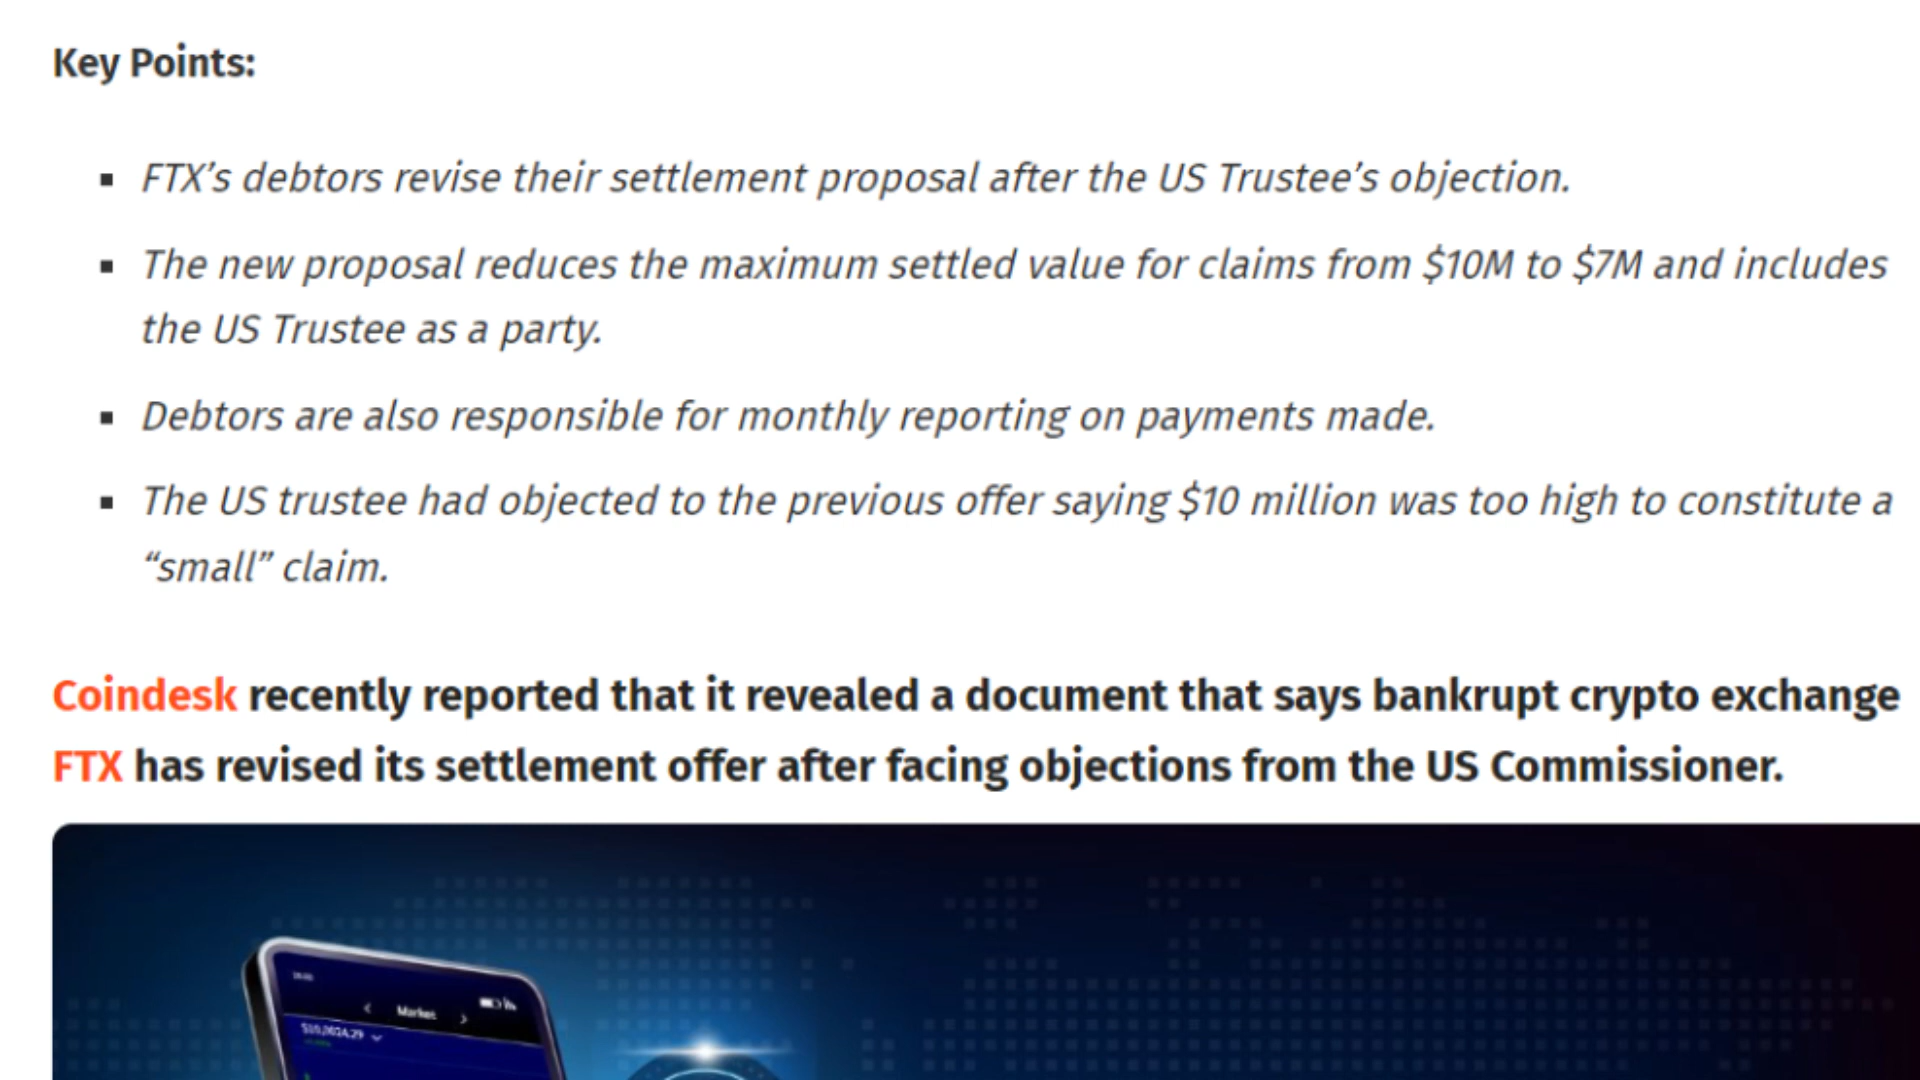 Key Points:
▪ FTX’s debtors revise their settlement proposal after the US Trustee’s objection.
▪ The new proposal reduces the maximum settled value for claims from $10M to $7M and includes
the US Trustee as a party.
▪ Debtors are also responsible for monthly reporting on payments made.
▪ The US trustee had objected to the previous offer saying $10 million was too high to constitute a
“small” claim.
Coindesk recently reported that it revealed a document that says bankrupt crypto exchange
FTX has revised its settlement offer after facing objections from the US Commissioner.
Market